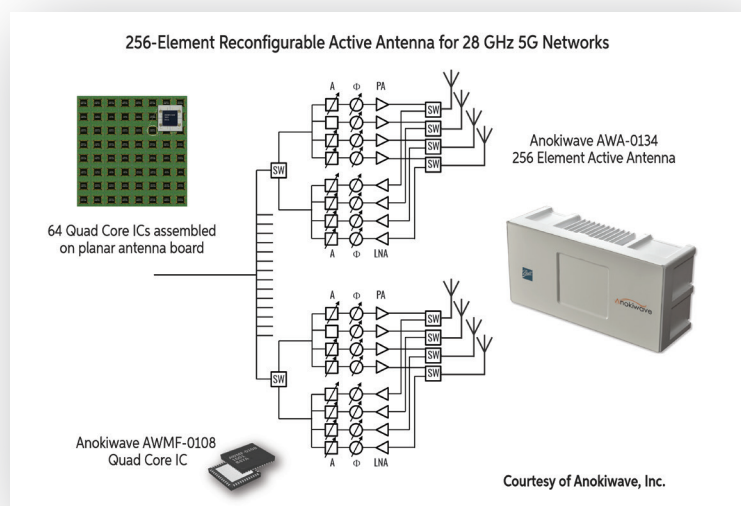 256-Element Reconfigurable Active Antenna for 28 GHz 5G Networks
A Φ PA
SW
SW
SW
SW
SW
A Φ LNA
64 Quad Core ICs assembled
on planar antenna board
Anokiwave AWA-0134
256 Element Active Antenna
Anokiwave
A Φ PA
SW
SW
SW
SW
SW
A Φ LNA
Anokiwave AWMF-0108
Quad Core IC
Courtesy of Anokiwave, Inc.